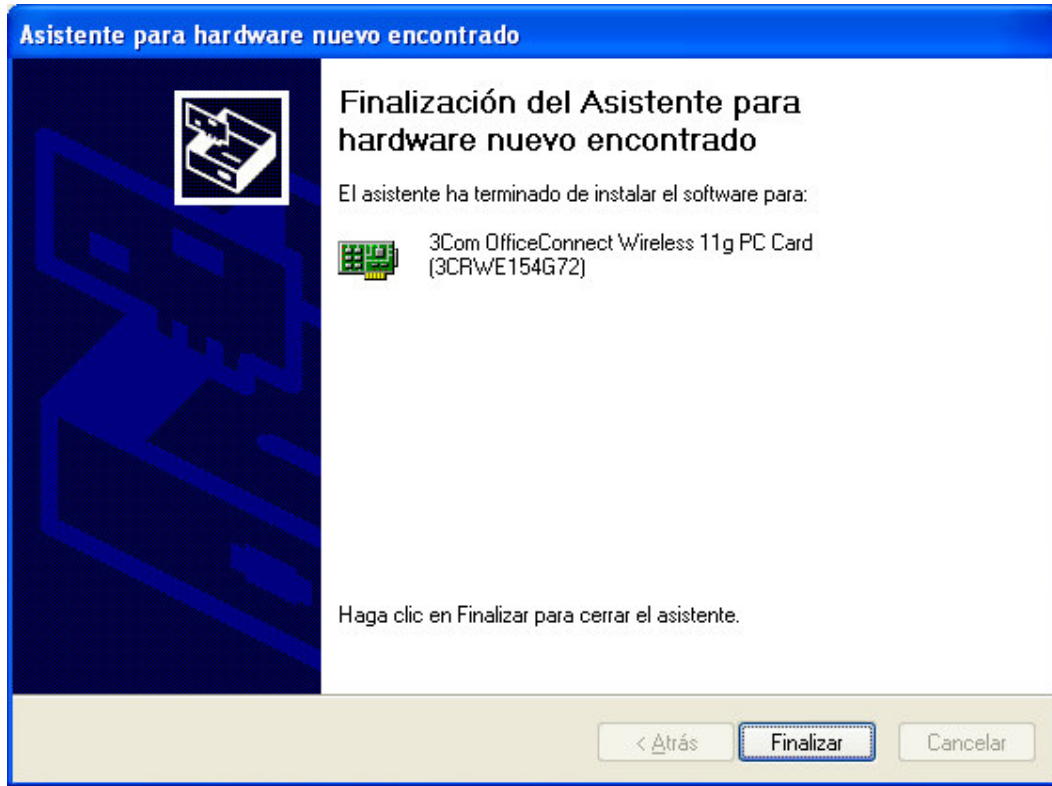 Asistente para hardware nuevo encontrado
Finalización del Asistente para
hardware nuevo encontrado
El asistente ha terminado de instalar el software para:
3Com OfficeConnect Wireless 11g PC Card
(3CRWE154G72)
Haga clic en Finalizar para cerrar el asistente.
< Atrás Finalizar Cancelar